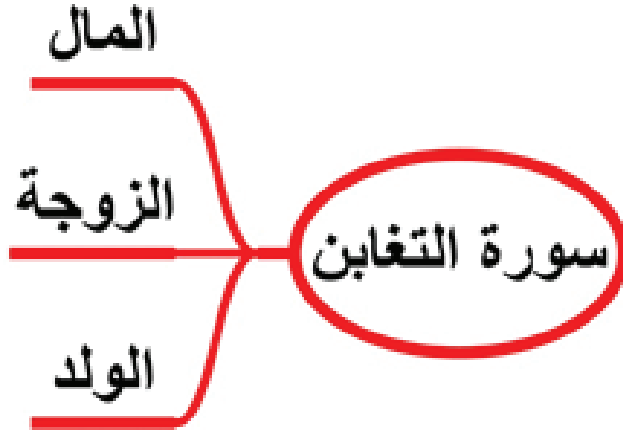 سورة التغابن
المال
الزوجة
الولد